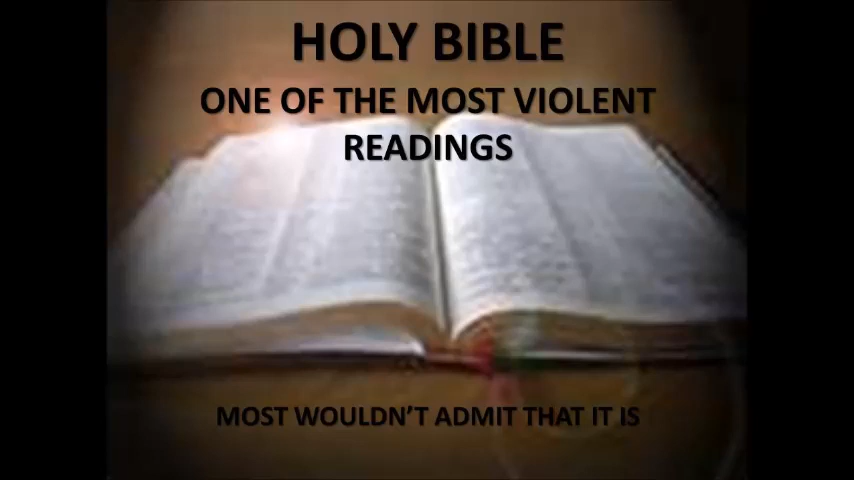 HOLY BIBLE
ONE OF THE MOST VIOLENT
READINGS
MOST WOULDN'T ADMIT THAT IT IS